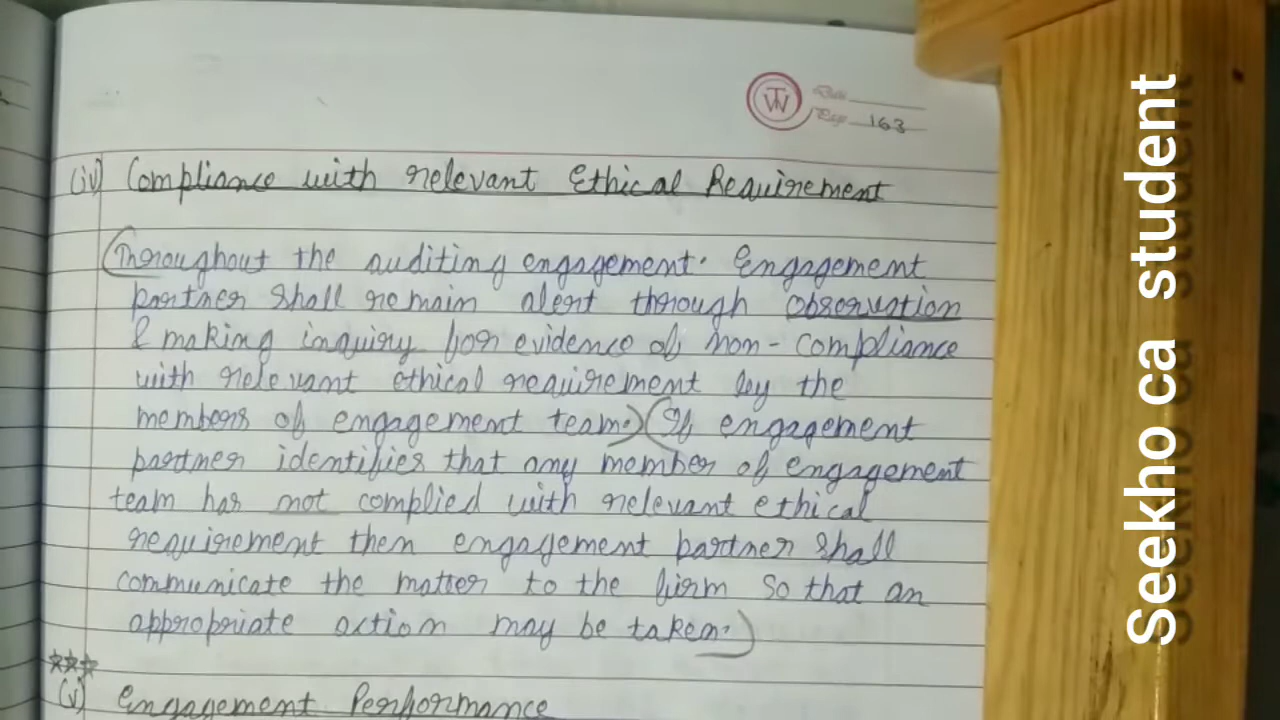 Date
Page 163
(iv) Compliance with relevant Ethical Requirement
(Throughout the auditing engagement. Engagement
partner shall remain alert through observation
& making inquiry for evidence of non-compliance
with relevant ethical requirement by the
members of engagement team.) (If engagement
partner identifies that any member of engagement
team has not complied with relevant ethical
requirement then engagement partner shall
communicate the matter to the firm so that an
appropriate action may be taken.)
(v) Engagement Performance
Seekho ca student